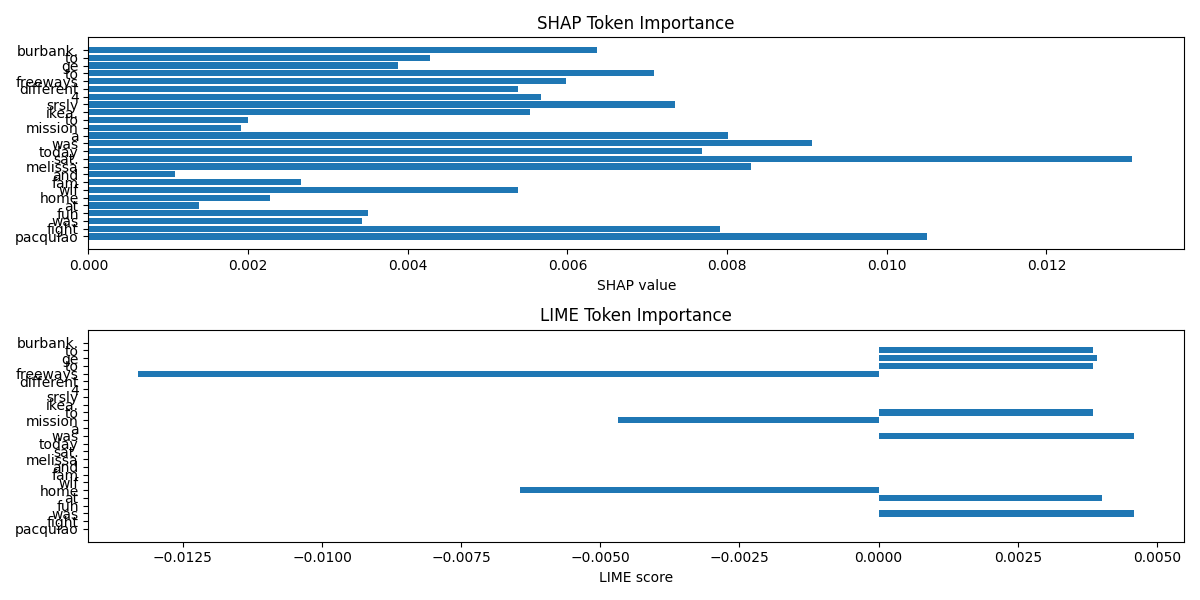 SHAP Token Importance
burbank.
to
ge
to
freeways
different
4
srsly
ikea.
to
mission
a
was
today
sat.
melissa
and
fam
wif
home
at
fun
was
fight
pacquiao
0.000 0.002 0.004 0.006 0.008 0.010 0.012
SHAP value
LIME Token Importance
burbank.
to
ge
to
freeways
different
4
srsly
ikea.
to
mission
a
was
today
sat.
melissa
and
fam
wif
home
at
fun
was
fight
pacquiao
−0.0125 −0.0100 −0.0075 −0.0050 −0.0025 0.0000 0.0025 0.0050
LIME score